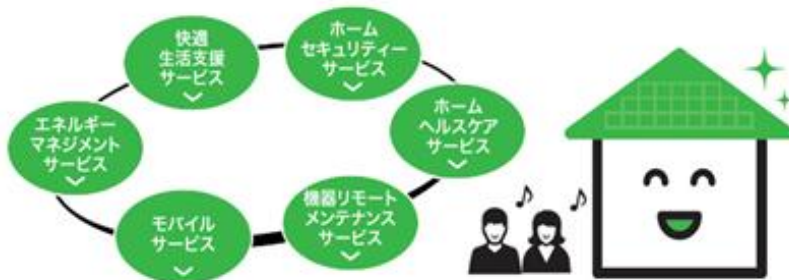 快適
生活支援
サービス
ホーム
セキュリティー
サービス
エネルギー
マネジメント
サービス
ホーム
ヘルスケア
サービス
モバイル
サービス
機器リモート
メンテナンス
サービス